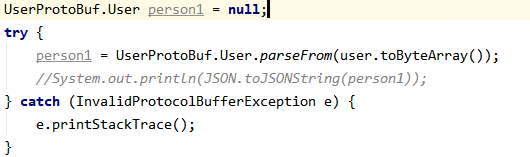 UserProtoBuf.User person1 = null;
try {
    person1 = UserProtoBuf.User.parseFrom(user.toByteArray());
    //System.out.println(JSON.toJSONString(person1));
} catch (InvalidProtocolBufferException e) {
    e.printStackTrace();
}